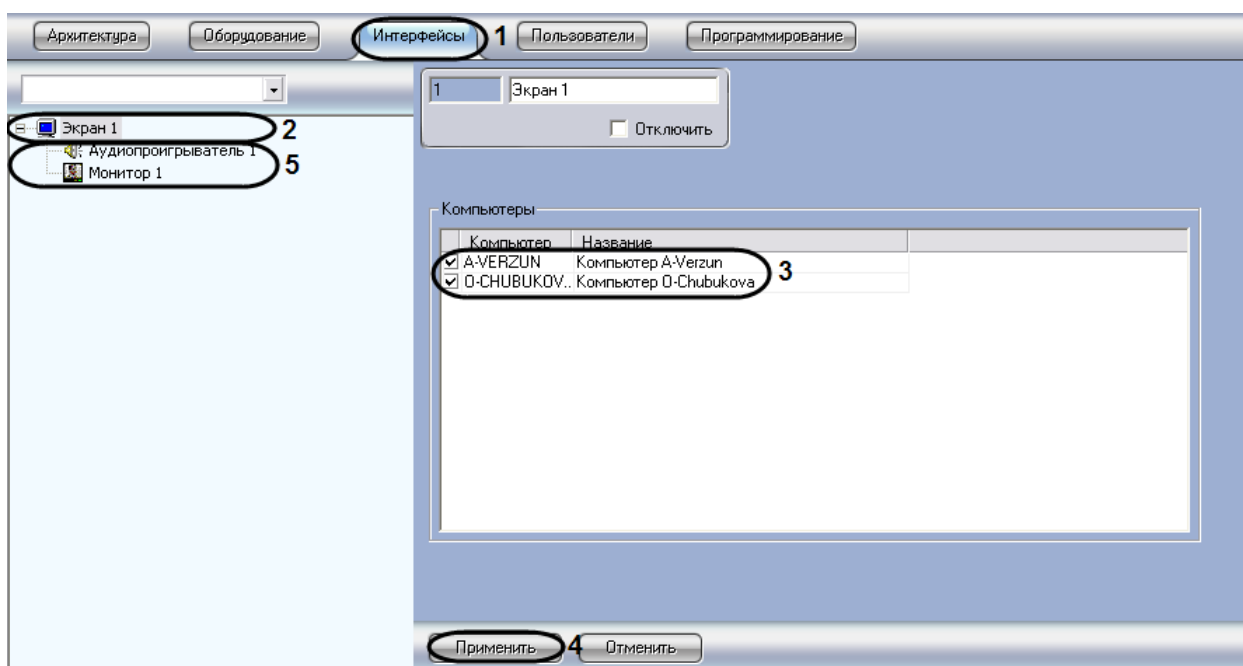 Архитектура Оборудование Интерфейсы 1 Пользователи Программирование
1 Экран 1
Отключить
Экран 1 2
Аудиопроигрыватель 1
Монитор 1 5
Компьютеры
Компьютер Название
A-VERZUN Компьютер A-Verzun
O-CHUBUKOV... Компьютер O-Chubukova
3
Применить 4 Отменить